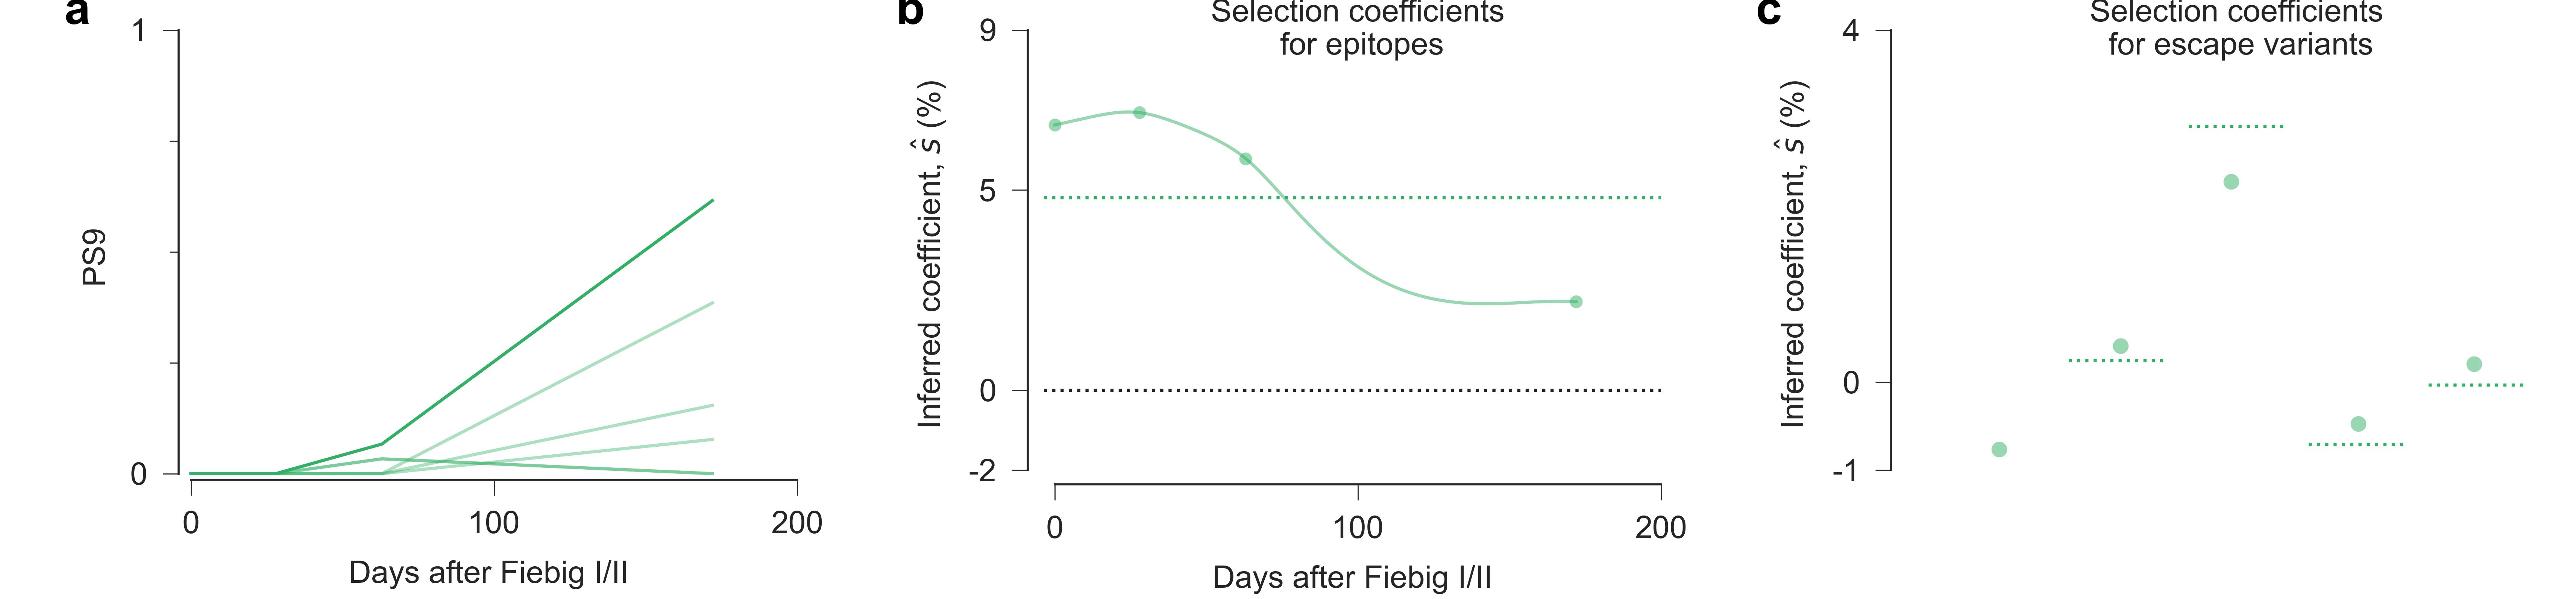 a
1
PS9
0
0
100
200
Days after Fiebig I/II
b
Selection coefficients
for epitopes
9
5
0
-2
Inferred coefficient, ŝ (%)
0
100
200
Days after Fiebig I/II
c
Selection coefficients
for escape variants
4
0
-1
Inferred coefficient, ŝ (%)